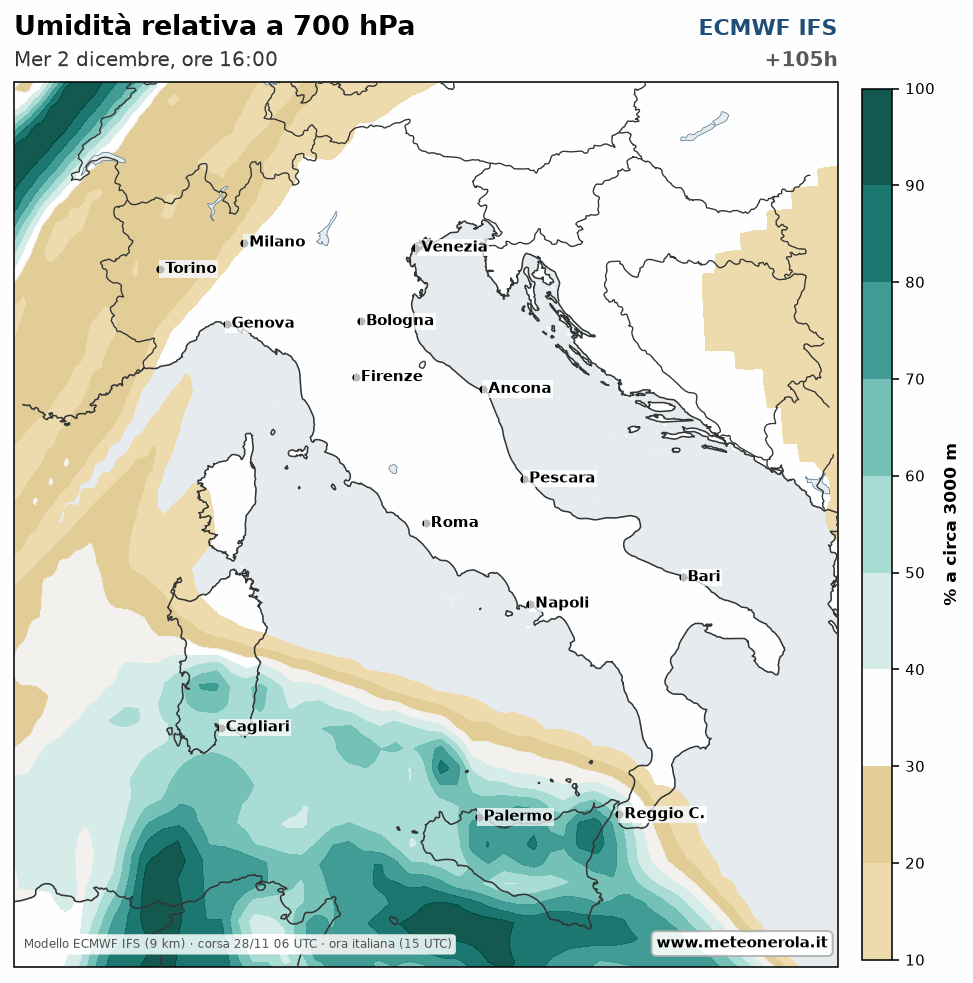 Umidità relativa a 700 hPa
ECMWF IFS
Mer 2 dicembre, ore 16:00
+105h
100
90
80
70
60
50
40
30
20
10
% a circa 3000 m
Milano
Venezia
Torino
Genova
Bologna
Firenze
Ancona
Pescara
Roma
Bari
Napoli
Cagliari
Palermo
Reggio C.
Modello ECMWF IFS (9 km) · corsa 28/11 06 UTC · ora italiana (15 UTC)
www.meteonerola.it